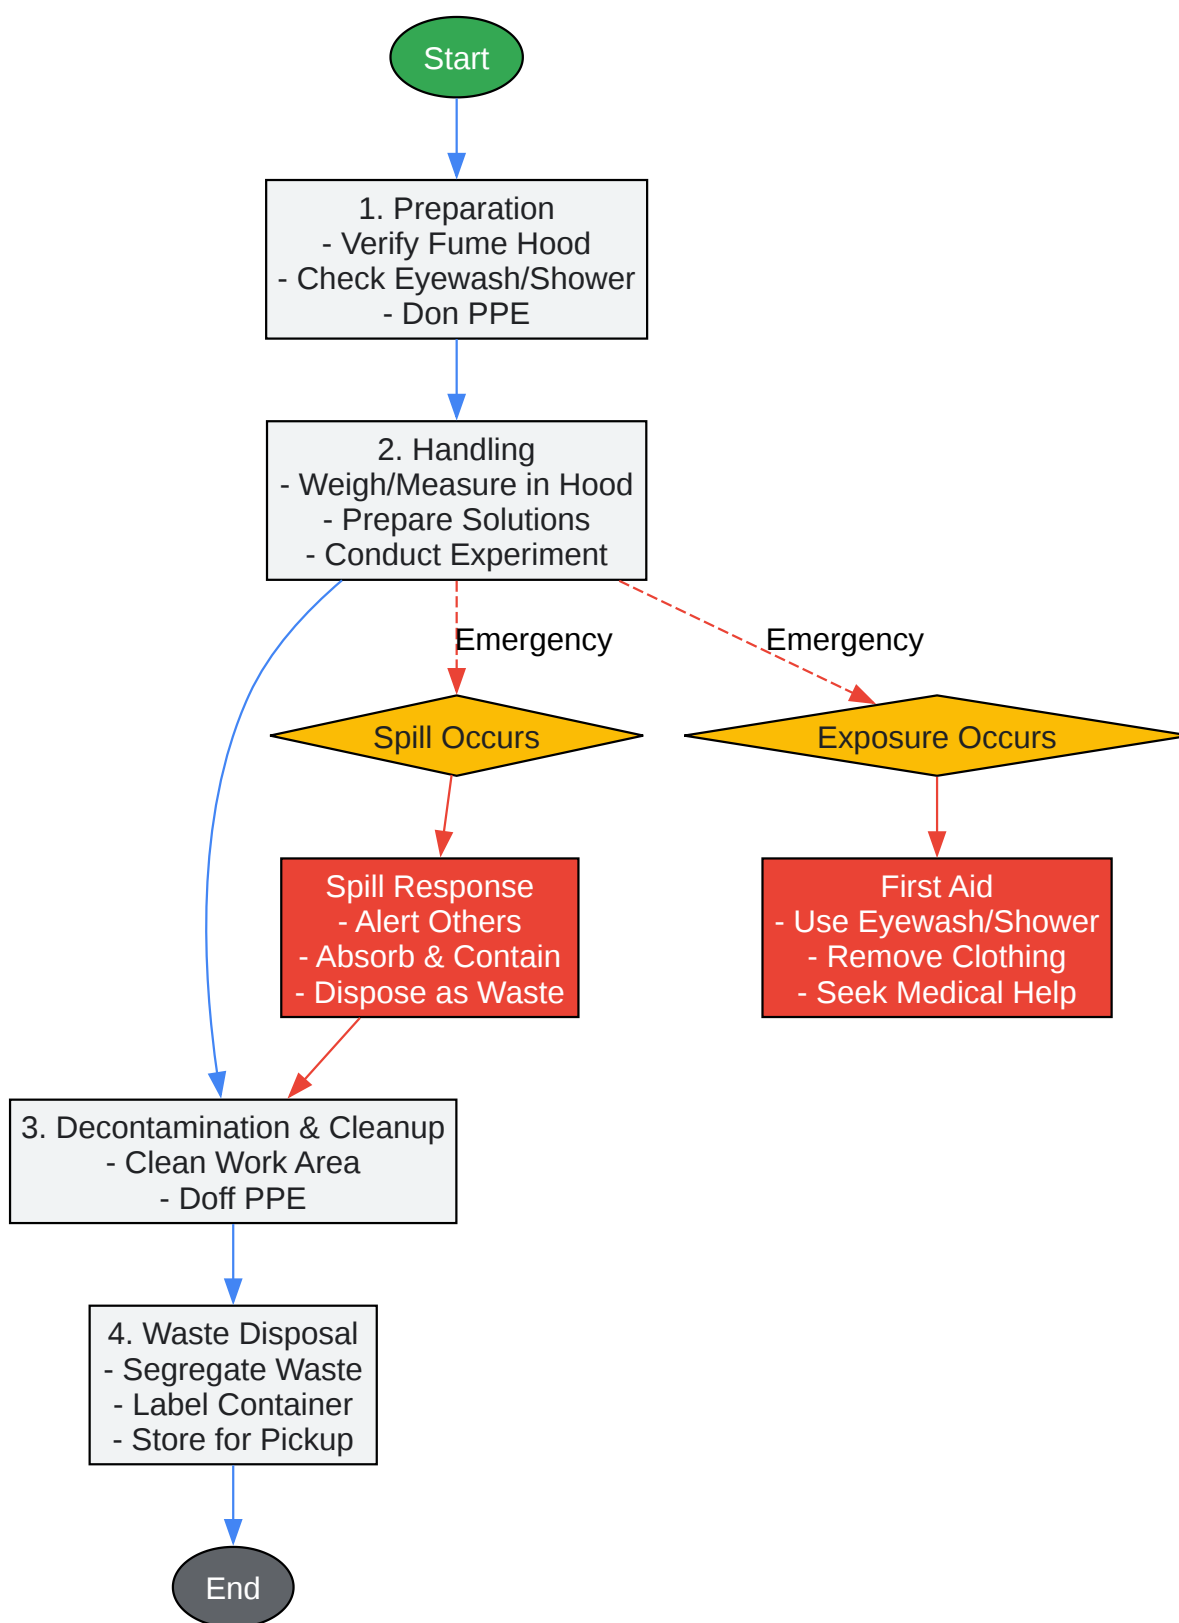 Start
1. Preparation
- Verify Fume Hood
- Check Eyewash/Shower
- Don PPE
2. Handling
- Weigh/Measure in Hood
- Prepare Solutions
- Conduct Experiment
Emergency
Emergency
Spill Occurs
Exposure Occurs
Spill Response
- Alert Others
- Absorb & Contain
- Dispose as Waste
First Aid
- Use Eyewash/Shower
- Remove Clothing
- Seek Medical Help
3. Decontamination & Cleanup
- Clean Work Area
- Doff PPE
4. Waste Disposal
- Segregate Waste
- Label Container
- Store for Pickup
End